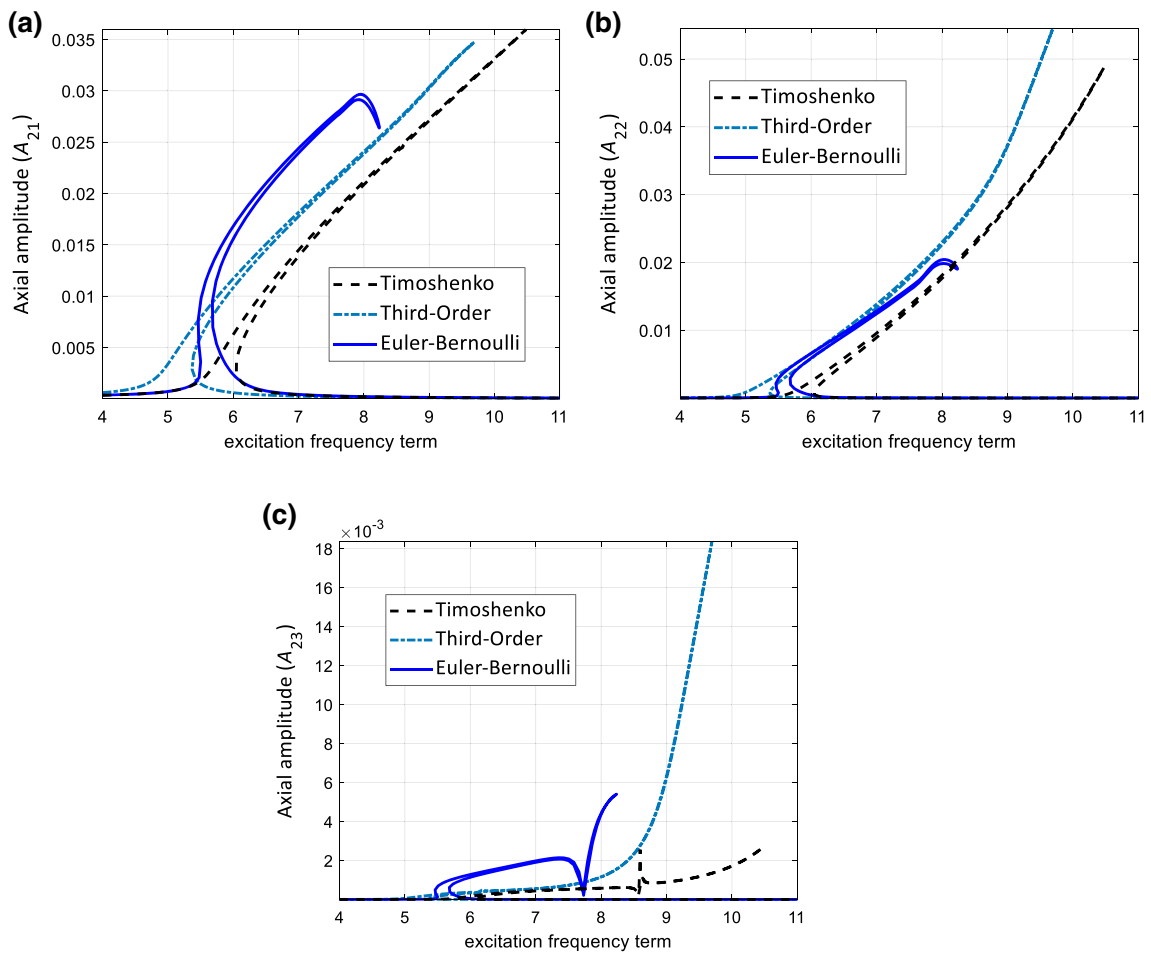 (a)
0.035
0.03
0.025
0.02
0.015
0.01
0.005
Axial amplitude (A21)
Timoshenko
Third-Order
Euler-Bernoulli
4 5 6 7 8 9 10 11
excitation frequency term
(b)
0.05
0.04
0.03
0.02
0.01
Axial amplitude (A22)
Timoshenko
Third-Order
Euler-Bernoulli
4 5 6 7 8 9 10 11
excitation frequency term
(c)
×10-3
18
16
14
12
10
8
6
4
2
Axial amplitude (A23)
Timoshenko
Third-Order
Euler-Bernoulli
4 5 6 7 8 9 10 11
excitation frequency term